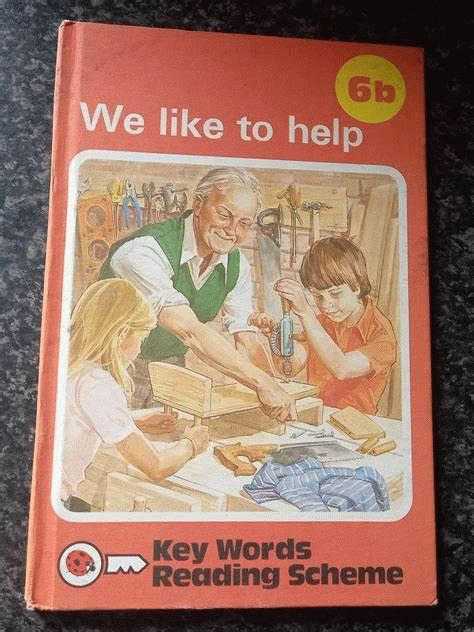 6b
We like to help
Key Words
Reading Scheme